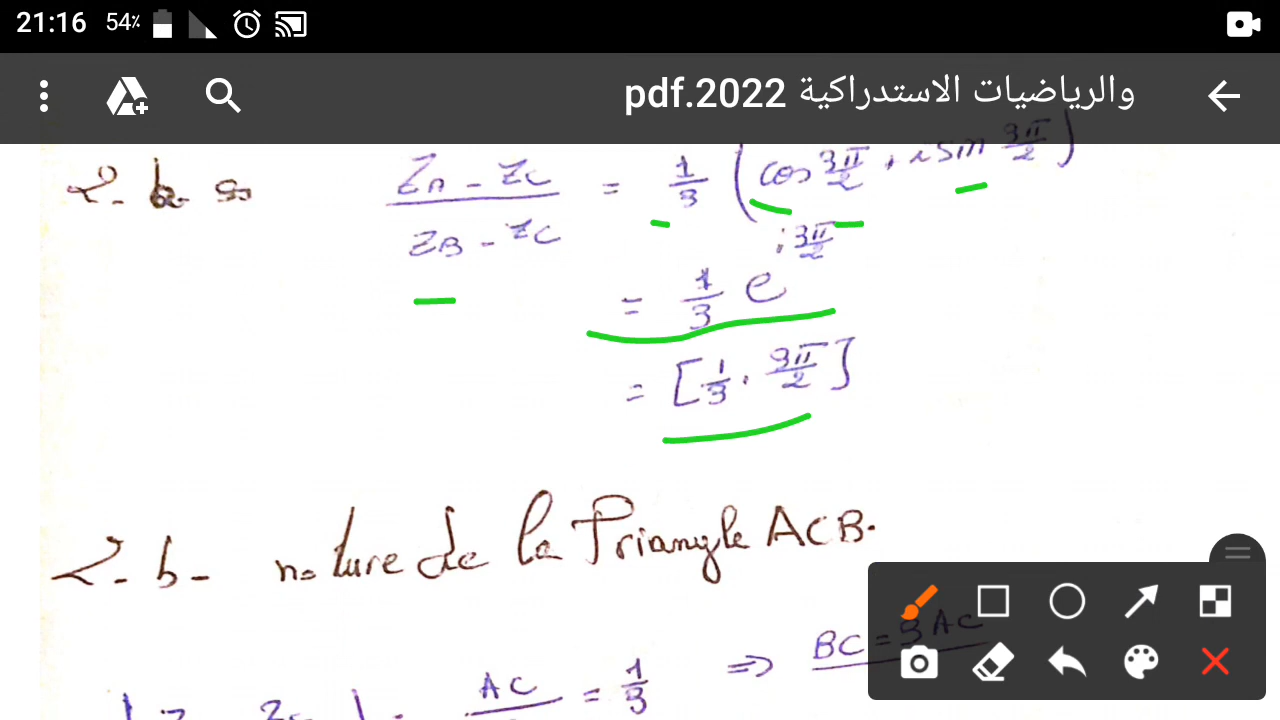 21:16 54%
والرياضيات الاستدراكية 2022.pdf
2-b
ZA - ZC / ZB - ZC = 1/3 (cos 3π/2 + i sin 3π/2)
= 1/3 e^i3π/2
= [1/3, 3π/2]
2-b- nature de la Triangle ACB.
AC = 1/3 => BC = 3AC